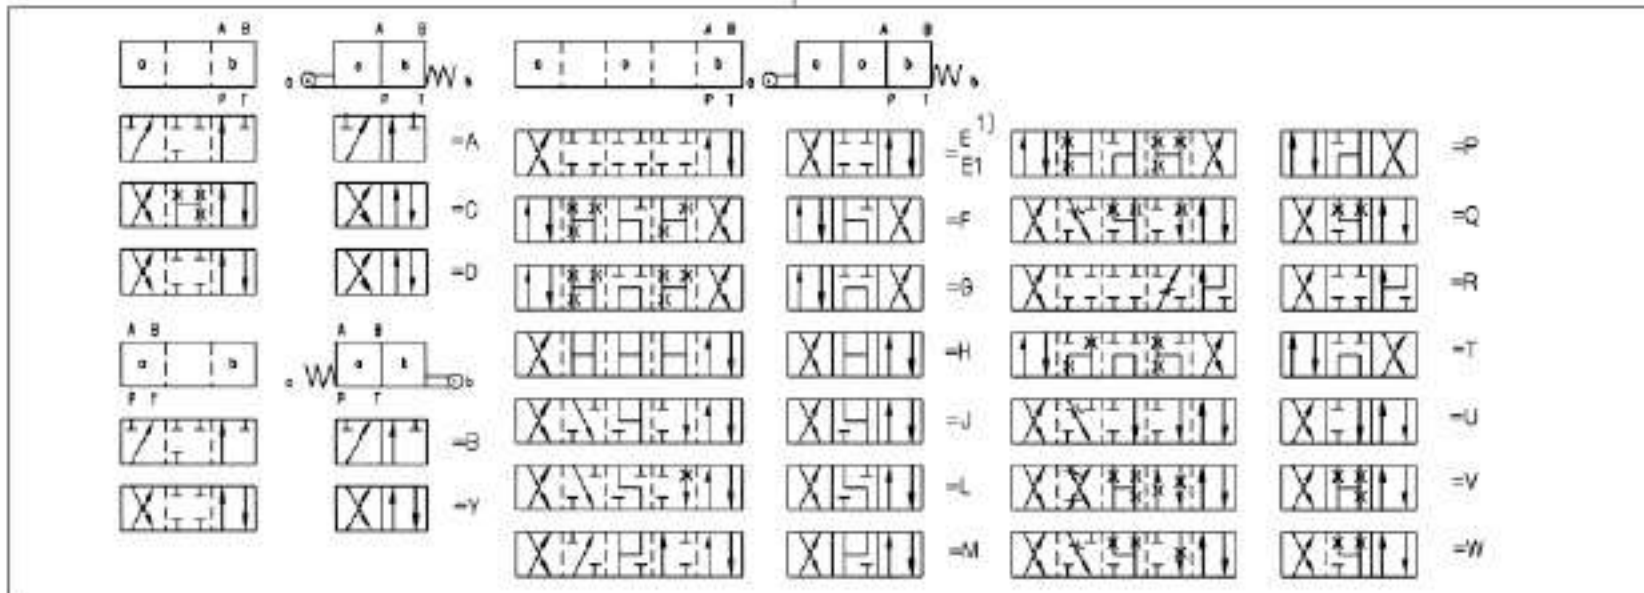 A B A B A B A B
a b a b a o b a o b
a b a b
P T P T P T P T
=A
=E 1)
E1
=P
=C
=F
=Q
=D
=G
=R
A B A B
a b a b
a b
P T P T
=H
=T
=B
=J
=U
=Y
=L
=V
=M
=W